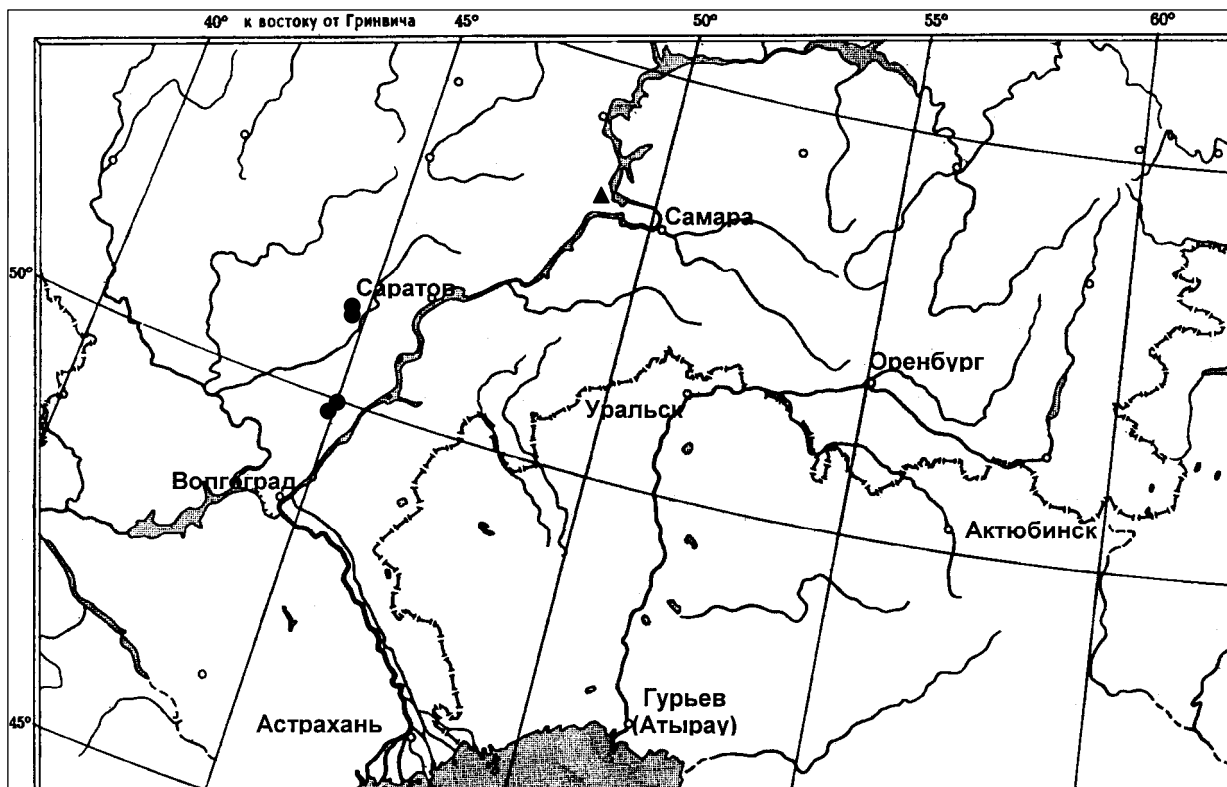 40° к востоку от Гринвича 45° 50° 55° 60°
Самара
50°
Саратов
Оренбург
Уральск
Волгоград
Актюбинск
Гурьев
(Атырау)
Астрахань
45°